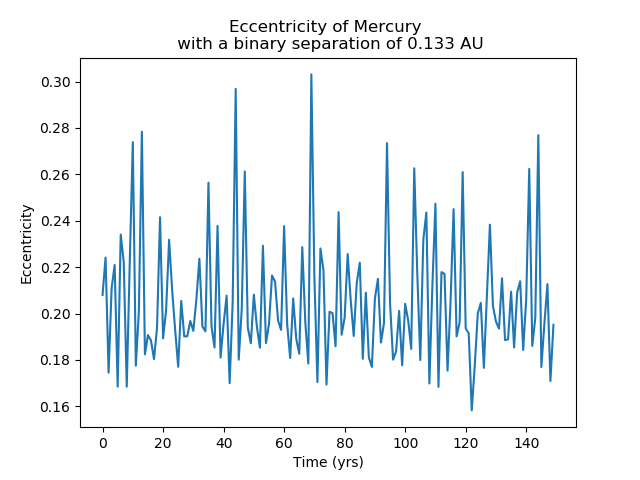 Eccentricity of Mercury
with a binary separation of 0.133 AU
0.30
0.28
0.26
0.24
0.22
0.20
0.18
0.16
Eccentricity
0 20 40 60 80 100 120 140
Time (yrs)